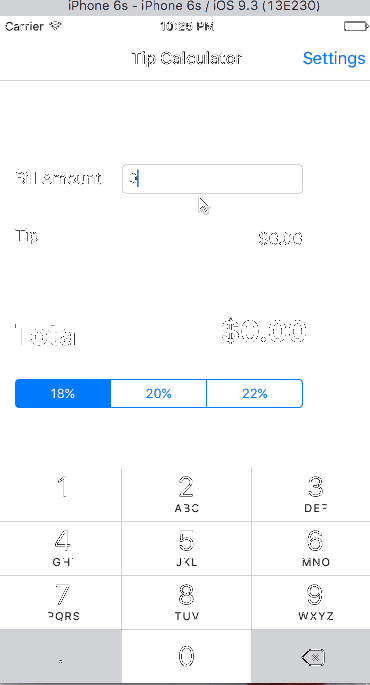 iPhone 6s - iPhone 6s / iOS 9.3 (13E230)
Carrier 10:25 PM
Tip Calculator Settings
Bill Amount
Tip $0.00
Total $0.00
18% 20% 22%
1 2 3
ABC DEF
4 5 6
GHI JKL MNO
7 8 9
PQRS TUV WXYZ
. 0